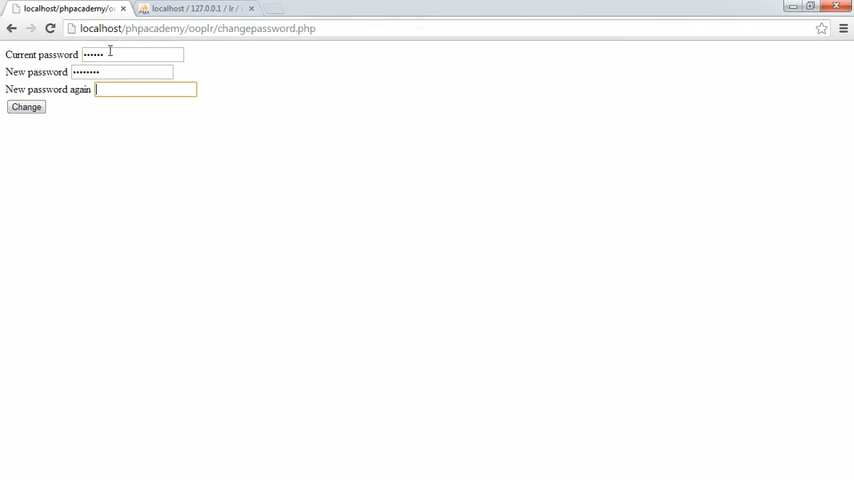 localhost/phpacademy/o
localhost / 127.0.0.1 / lr /
localhost/phpacademy/ooplr/changepassword.php
Current password ••••••
New password ••••••••
New password again
Change